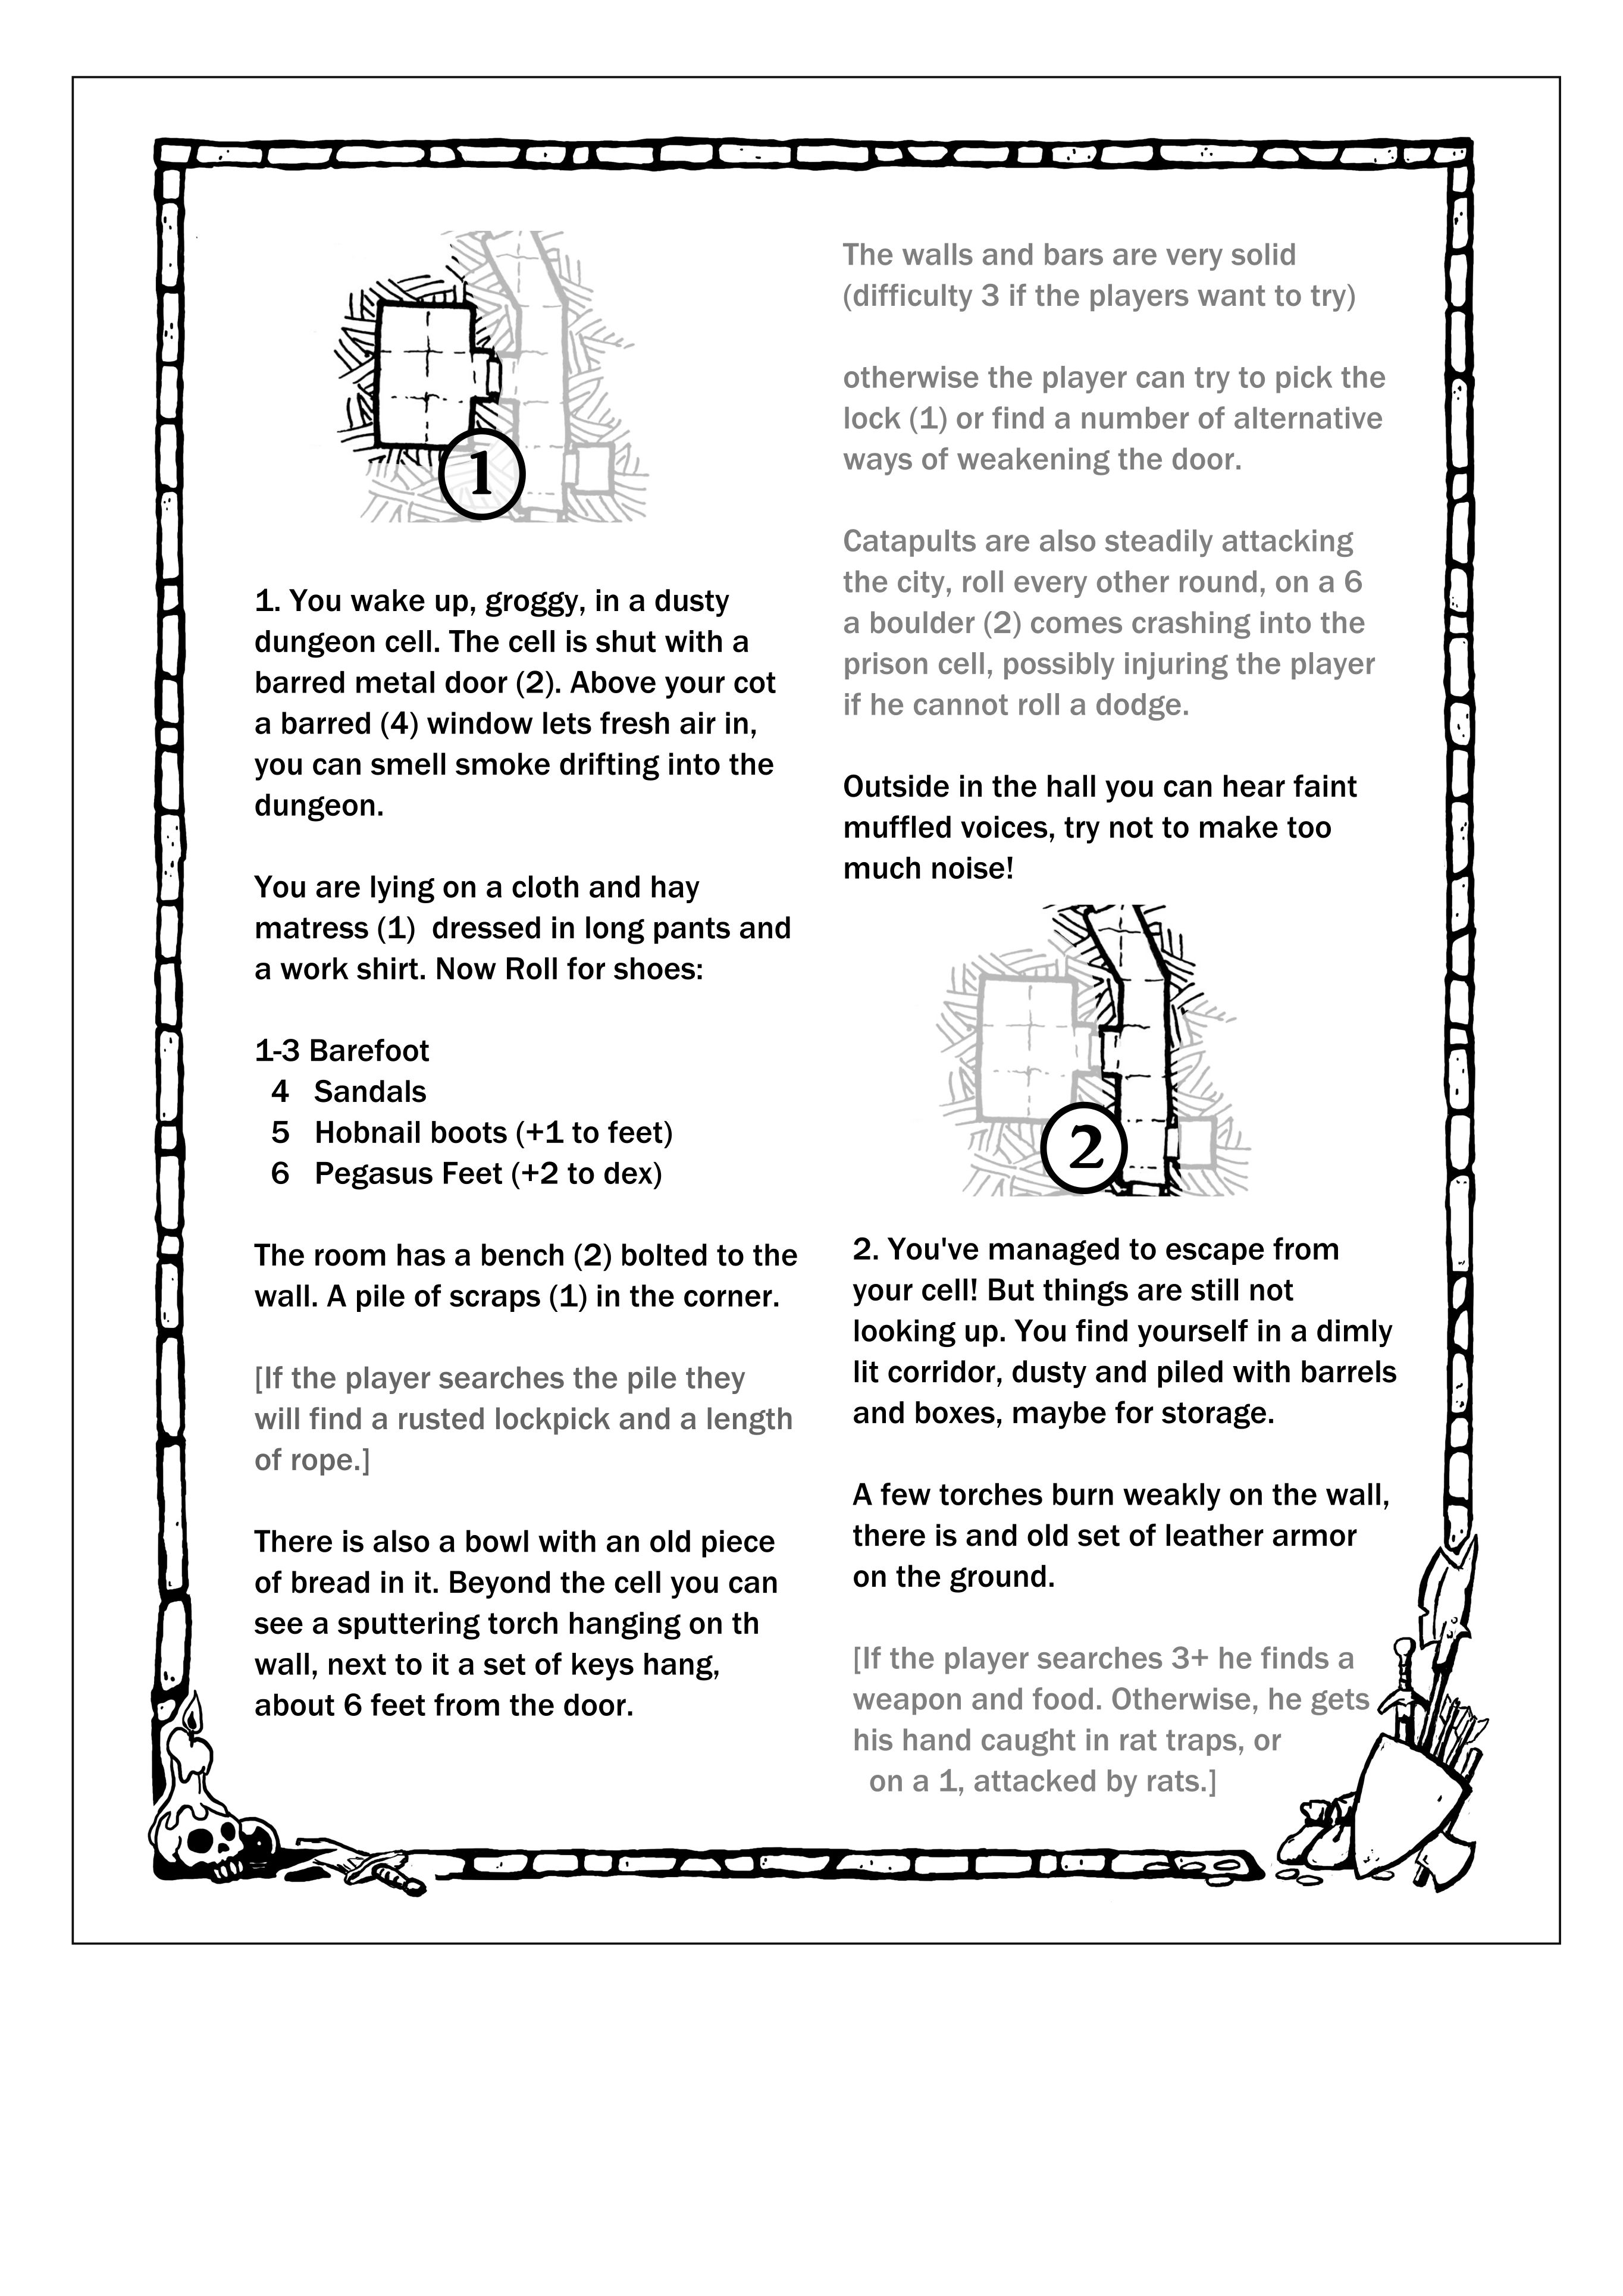 1
1. You wake up, groggy, in a dusty
dungeon cell. The cell is shut with a
barred metal door (2). Above your cot
a barred (4) window lets fresh air in,
you can smell smoke drifting into the
dungeon.
You are lying on a cloth and hay
matress (1)  dressed in long pants and
a work shirt. Now Roll for shoes:
1-3 Barefoot
4 Sandals
5 Hobnail boots (+1 to feet)
6 Pegasus Feet (+2 to dex)
The room has a bench (2) bolted to the
wall. A pile of scraps (1) in the corner.
[If the player searches the pile they
will find a rusted lockpick and a length
of rope.]
There is also a bowl with an old piece
of bread in it. Beyond the cell you can
see a sputtering torch hanging on th
wall, next to it a set of keys hang,
about 6 feet from the door.
The walls and bars are very solid
(difficulty 3 if the players want to try)
otherwise the player can try to pick the
lock (1) or find a number of alternative
ways of weakening the door.
Catapults are also steadily attacking
the city, roll every other round, on a 6
a boulder (2) comes crashing into the
prison cell, possibly injuring the player
if he cannot roll a dodge.
Outside in the hall you can hear faint
muffled voices, try not to make too
much noise!
2
2. You've managed to escape from
your cell! But things are still not
looking up. You find yourself in a dimly
lit corridor, dusty and piled with barrels
and boxes, maybe for storage.
A few torches burn weakly on the wall,
there is and old set of leather armor
on the ground.
[If the player searches 3+ he finds a
weapon and food. Otherwise, he gets
his hand caught in rat traps, or
on a 1, attacked by rats.]